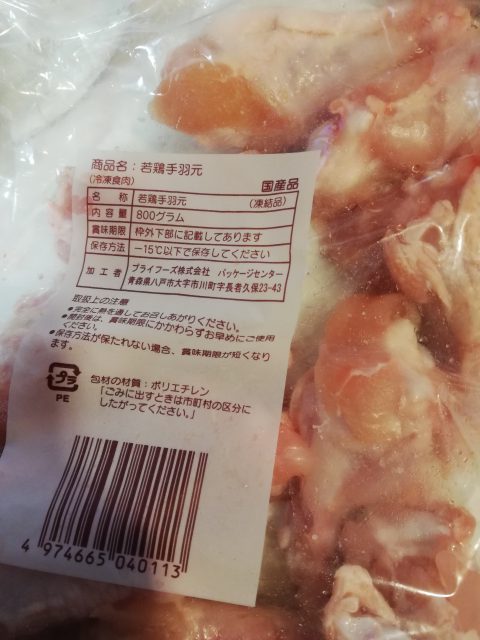 商品名：若鶏手羽元
(冷凍食肉) 国産品
名 称 若鶏手羽元 (凍結品)
内容量 800グラム
賞味期限 枠外下部に記載してあります
保存方法 −15℃以下で保存してください
加工者 プライフーズ株式会社 パッケージセンター
青森県八戸市大字市川町字長者久保23-43
取扱上の注意
●完全に熱を通してお召しあがりください。
●開封後は、賞味期限にかかわらずお早めにご使用
ください。
●保存方法が保たれない場合、賞味期限が短くなり
ます。
プラ
PE
包材の材質：ポリエチレン
「ごみに出すときは市町村の区分に
したがってください。」
4 974665 040113